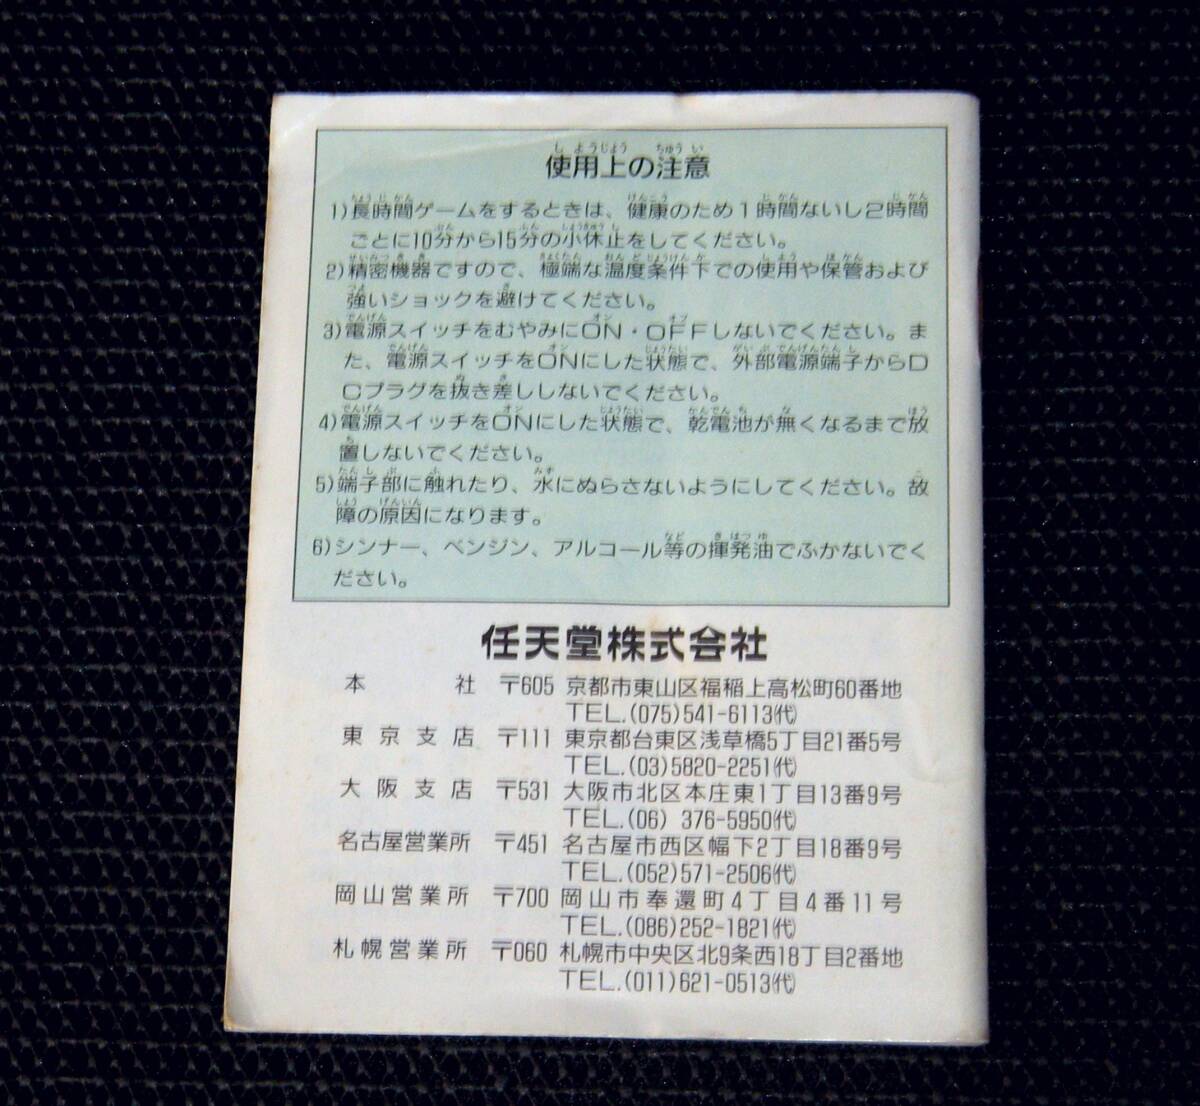 使用上の注意
1)長時間ゲームをするときは、健康のため1時間ないし2時間
ごとに10分から15分の小休止をしてください。
2)精密機器ですので、極端な温度条件下での使用や保管および
強いショックを避けてください。
3)電源スイッチをむやみにON・OFFしないでください。ま
た、電源スイッチをONにした状態で、外部電源端子からD
Cプラグを抜き差ししないでください。
4)電源スイッチをONにした状態で、乾電池が無くなるまで放
置しないでください。
5)端子部に触れたり、水にぬらさないようにしてください。故
障の原因になります。
6)シンナー、ベンジン、アルコール等の揮発油でふかないでく
ださい。
任天堂株式会社
本社 〒605 京都市東山区福稲上高松町60番地
TEL.(075)541-6113(代)
東京支店 〒111 東京都台東区浅草橋5丁目21番5号
TEL.(03)5820-2251(代)
大阪支店 〒531 大阪市北区本庄東1丁目13番9号
TEL.(06) 376-5950(代)
名古屋営業所 〒451 名古屋市西区幅下2丁目18番9号
TEL.(052)571-2506(代)
岡山営業所 〒700 岡山市奉還町4丁目4番11号
TEL.(086)252-1821(代)
札幌営業所 〒060 札幌市中央区北9条西18丁目2番地
TEL.(011)621-0513(代)